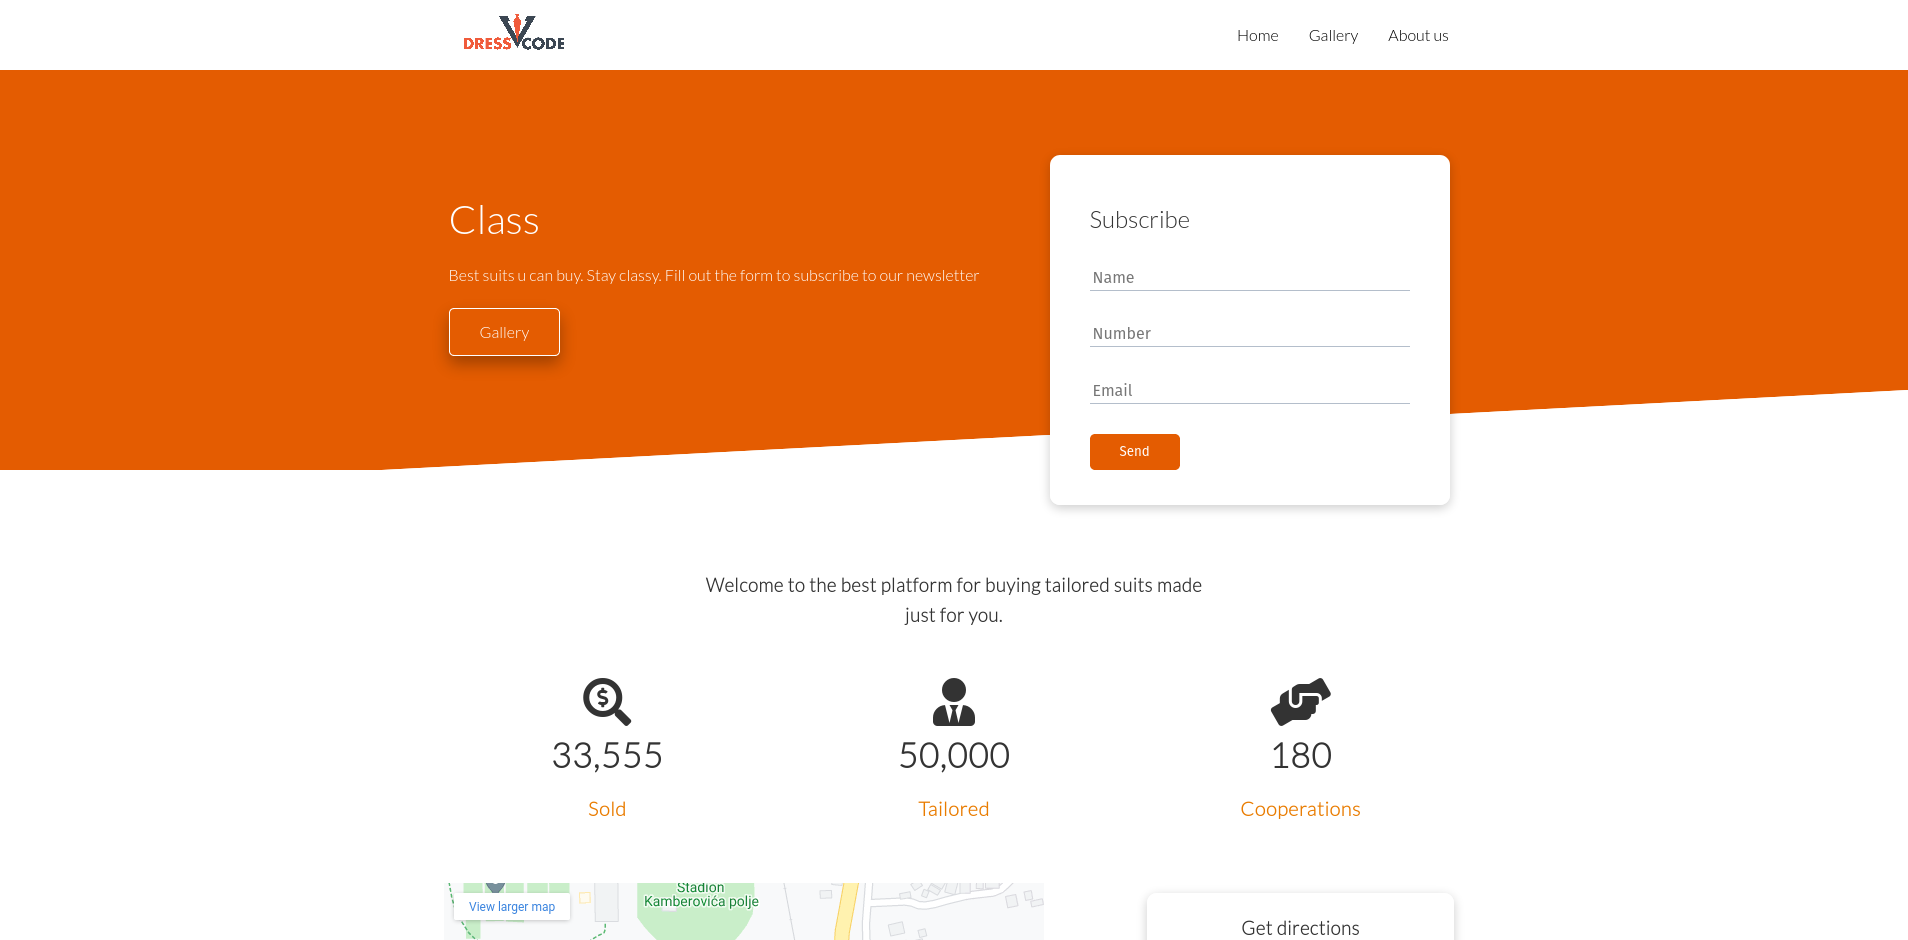 DRESS CODE
Home Gallery About us
Class
Best suits u can buy. Stay classy. Fill out the form to subscribe to our newsletter
Gallery
Subscribe
Name
Number
Email
Send
Welcome to the best platform for buying tailored suits made
just for you.
33,555
Sold
50,000
Tailored
180
Cooperations
View larger map
Stadion
Kamberovića polje
Get directions